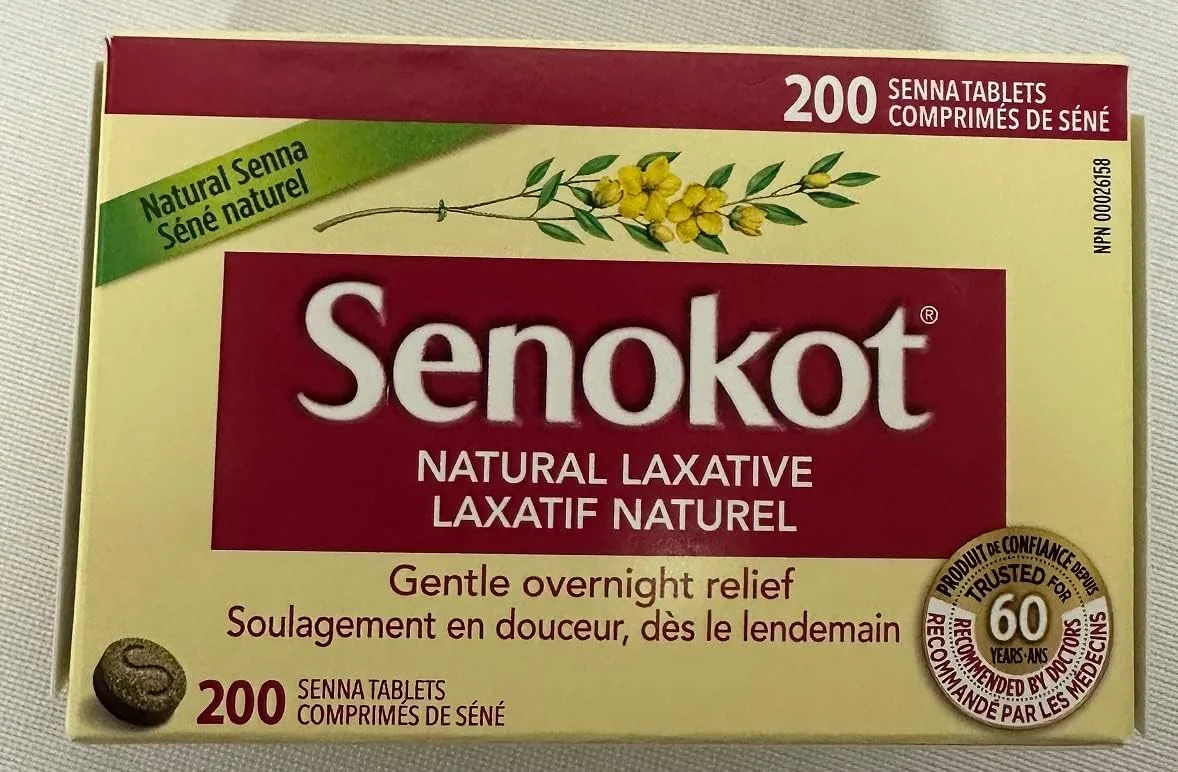 200 SENNA TABLETS
COMPRIMÉS DE SÉNÉ
Natural Senna
Séné naturel
NPN 00026158
Senokot®
NATURAL LAXATIVE
LAXATIF NATUREL
Gentle overnight relief
Soulagement en douceur, dès le lendemain
PRODUIT DE CONFIANCE DEPUIS
TRUSTED FOR
60
YEARS·ANS
RECOMMENDED BY DOCTORS
RECOMMANDÉ PAR LES MÉDECINS
S
200 SENNA TABLETS
COMPRIMÉS DE SÉNÉ